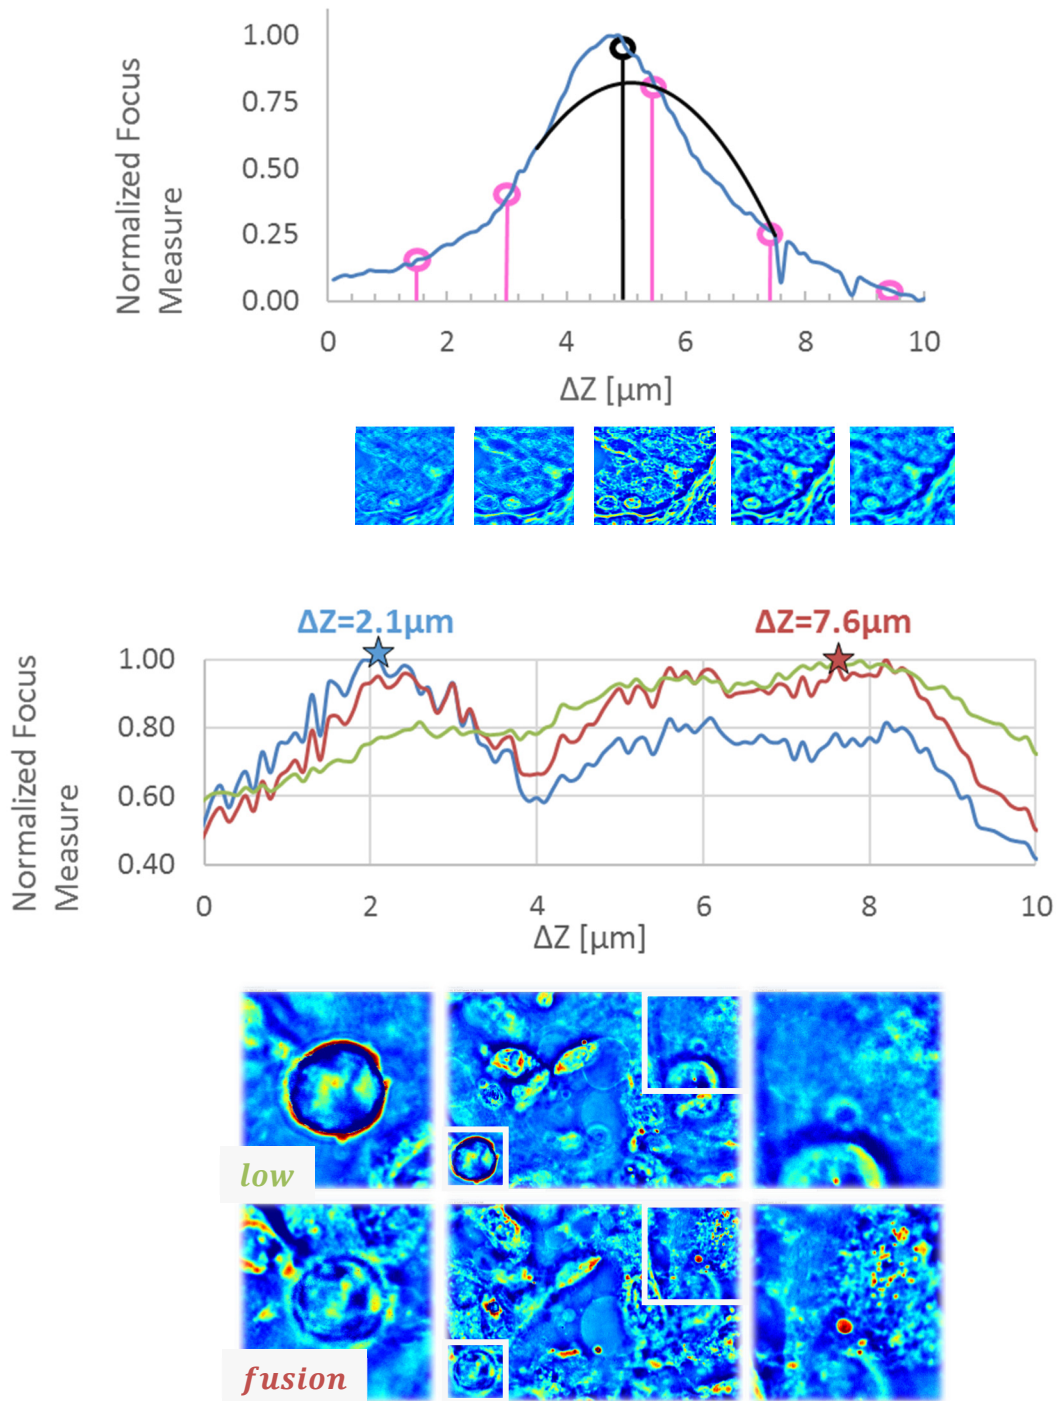 1.00
0.75
0.50
0.25
0.00
Normalized Focus
Measure
0 2 4 6 8 10
ΔZ [µm]
ΔZ=2.1µm ΔZ=7.6µm
1.00
0.80
0.60
0.40
Normalized Focus
Measure
0 2 4 6 8 10
ΔZ [µm]
low
fusion